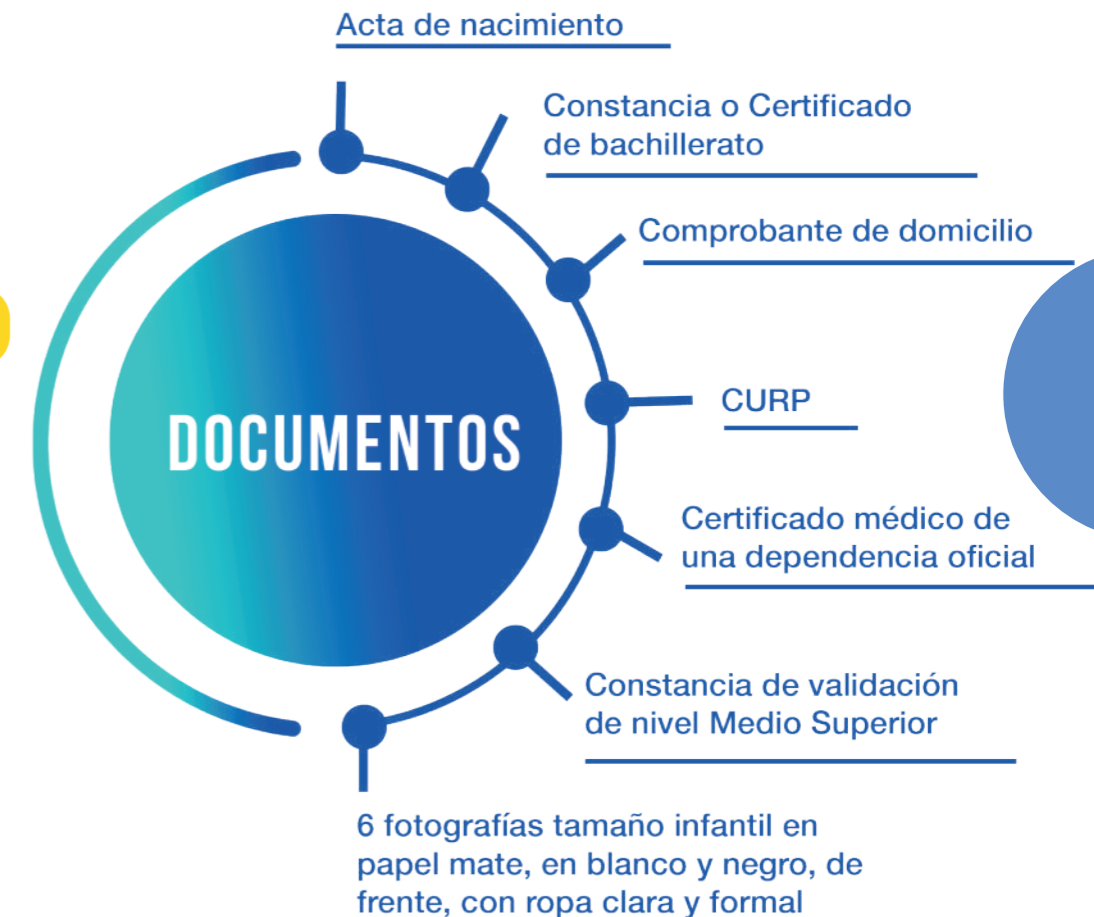 Acta de nacimiento
Constancia o Certificado
de bachillerato
Comprobante de domicilio
CURP
DOCUMENTOS
Certificado médico de
una dependencia oficial
Constancia de validación
de nivel Medio Superior
6 fotografías tamaño infantil en
papel mate, en blanco y negro, de
frente, con ropa clara y formal